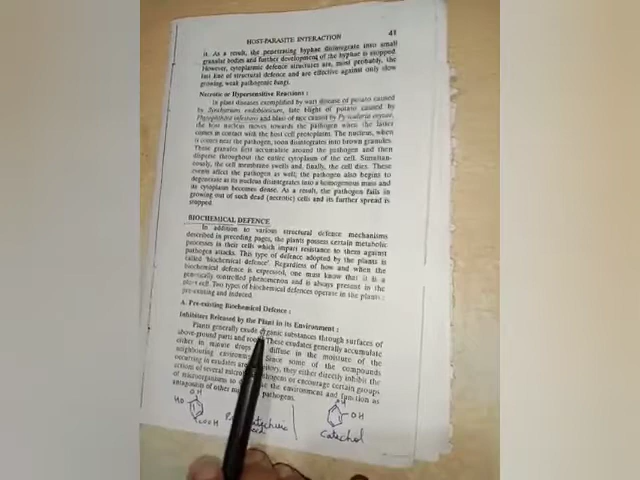 HOST-PARASITE INTERACTION 41
it. As a result, the penetrating hyphae disintegrate into small
granular bodies and further development of the hyphae is stopped.
However, cytoplasmic defence structures are, most probably, the
last line of structural defence and are effective against only slow
growing, weak pathogenic fungi.
Necrotic or Hypersensitive Reactions :
In plant diseases exemplified by wart disease of potato caused
by Synchytrium endobioticum, late blight of potato caused by
Phytophthora infestans and blast of rice caused by Pyricularia oryzae,
the host nucleus moves towards the pathogen when the latter
comes in contact with the host cell protoplasm. The nucleus, when
it comes near the pathogen, soon disintegrates into brown granules.
These granules first accumulate around the pathogen and then
disperse throughout the entire cytoplasm of the cell. Simultan-
eously, the cell membrane swells and, finally, the cell dies. These
events affect the pathogen as well; the pathogen also begins to
degenerate as its nucleus disintegrates into a homogenous mass and
its cytoplasm becomes dense. As a result, the pathogen fails in
growing out of such dead (necrotic) cells and its further spread is
stopped.
BIOCHEMICAL DEFENCE
In addition to various structural defence mechanisms
described in preceding pages, the plants possess certain metabolic
processes in their cells which impart resistance to them against
pathogen attacks. This type of defence adopted by the plants is
called 'biochemical defence'. Regardless of how and when the
biochemical defence is expressed, one must know that it is a
genetically controlled phenomenon and is always present in the
plant cell. Two types of biochemical defences operate in the plants;
pre-existing and induced.
A. Pre-existing Biochemical Defence :
Inhibitors Released by the Plant in its Environment :
Plants generally exude organic substances through surfaces of
above-ground parts and These exudates generally accumulate
either in minute drops diffuse in the moisture of the
neighbouring Since some of the compounds
occurring in exudates are they either directly inhibit the
actions of several or encourage certain groups
of microorganisms to the environment and function as
antagonists of other pathogens.
OH
HO
COOH
OH
OH
Catechol